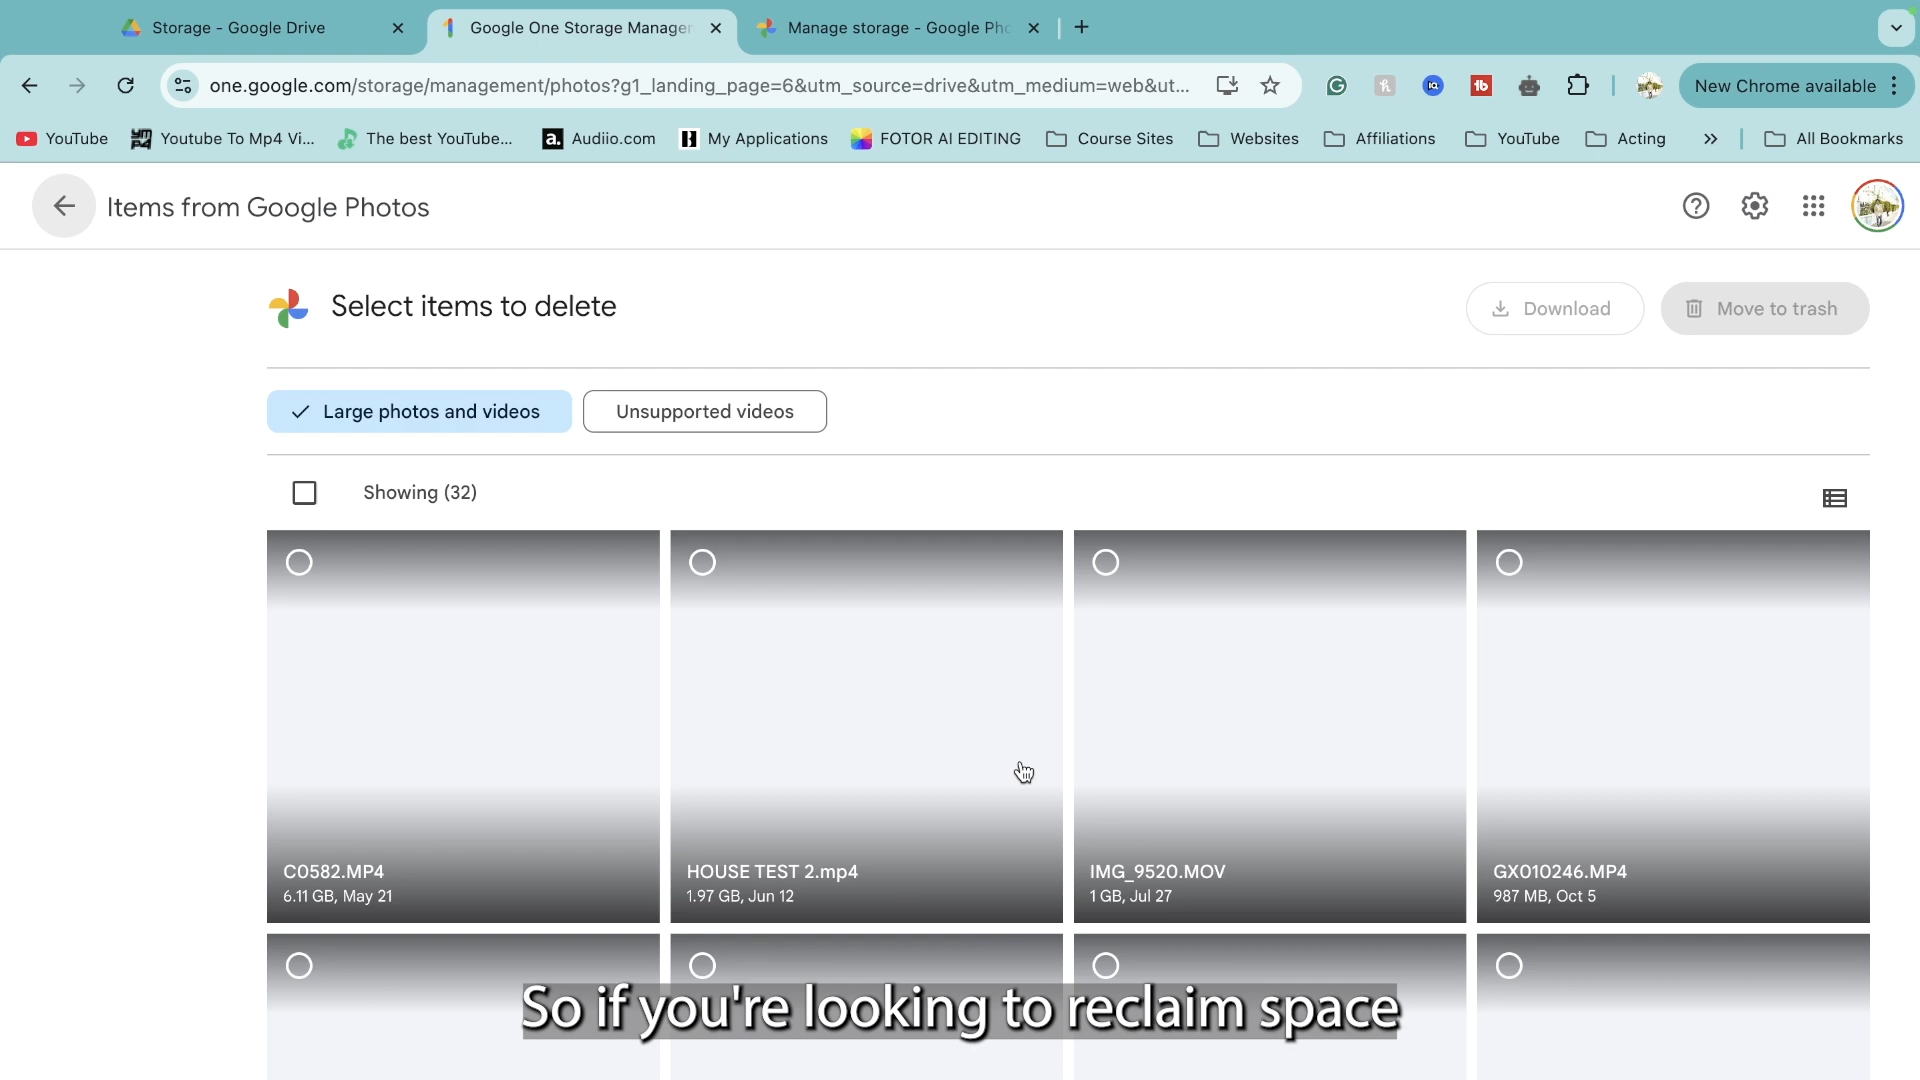 Storage - Google Drive
Google One Storage Manager
Manage storage - Google Pho
one.google.com/storage/management/photos?g1_landing_page=6&utm_source=drive&utm_medium=web&ut...
New Chrome available
YouTube
Youtube To Mp4 Vi...
The best YouTube...
a. Audiio.com
My Applications
FOTOR AI EDITING
Course Sites
Websites
Affiliations
YouTube
Acting
All Bookmarks
Items from Google Photos
Select items to delete
Download
Move to trash
Large photos and videos
Unsupported videos
Showing (32)
C0582.MP4
6.11 GB, May 21
HOUSE TEST 2.mp4
1.97 GB, Jun 12
IMG_9520.MOV
1 GB, Jul 27
GX010246.MP4
987 MB, Oct 5
So if you're looking to reclaim space